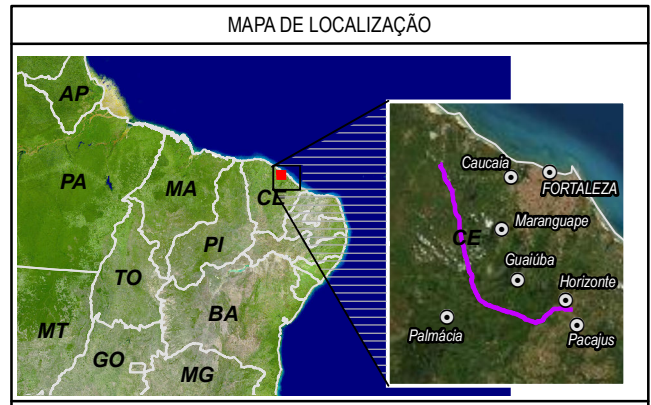 MAPA DE LOCALIZAÇÃO
AP
PA
MA
CE
PI
TO
BA
MT
GO
MG
Caucaia
FORTALEZA
CE
Maranguape
Guaiúba
Horizonte
Palmácia
Pacajus